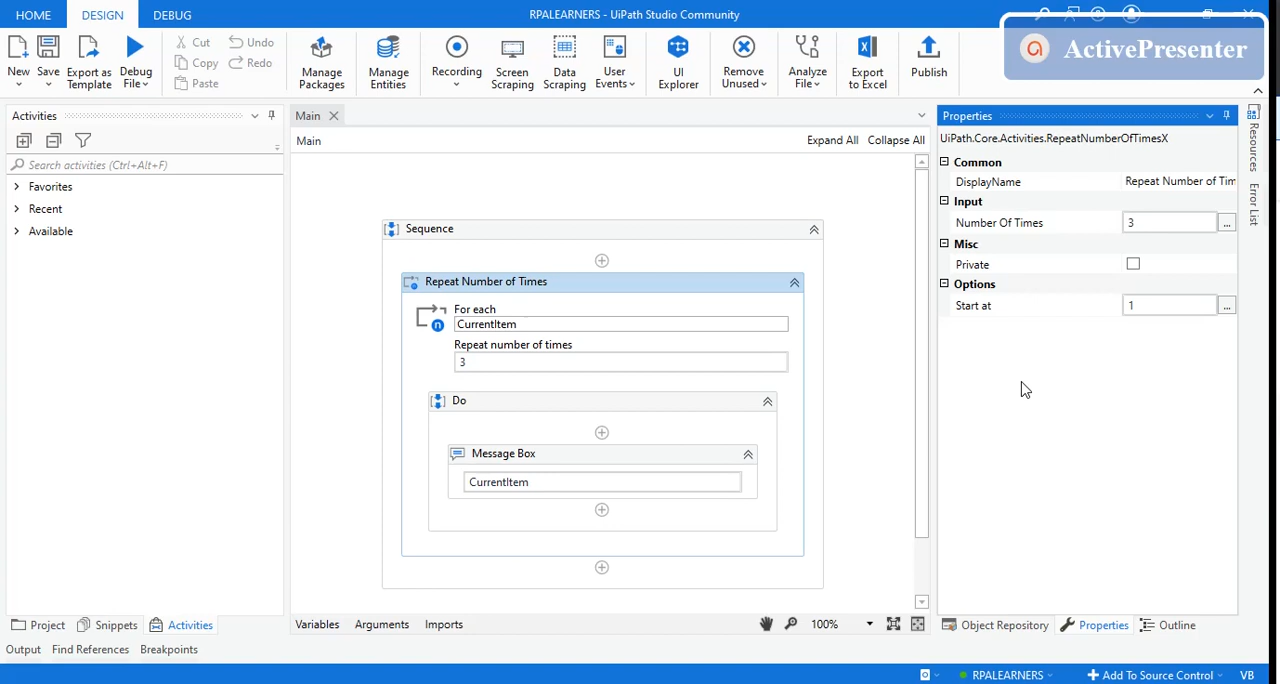 HOME DESIGN DEBUG
RPALEARNERS - UiPath Studio Community
ActivePresenter
New
Save
Export as Template
Debug File
Cut
Copy
Paste
Undo
Redo
Manage Packages
Manage Entities
Recording
Screen Scraping
Data Scraping
User Events
UI Explorer
Remove Unused
Analyze File
Export to Excel
Publish
Activities
Search activities (Ctrl+Alt+F)
Favorites
Recent
Available
Main
Main
Expand All Collapse All
Sequence
Repeat Number of Times
For each
CurrentItem
Repeat number of times
3
Do
Message Box
CurrentItem
Properties
UiPath.Core.Activities.RepeatNumberOfTimesX
Common
DisplayName Repeat Number of Tim
Input
Number Of Times 3 ...
Misc
Private
Options
Start at 1 ...
Resources
Error List
Project Snippets Activities
Variables Arguments Imports
100%
Object Repository Properties Outline
Output Find References Breakpoints
RPALEARNERS Add To Source Control VB